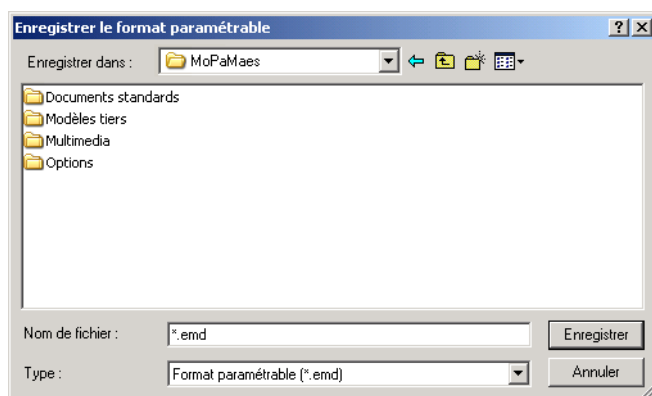 Enregistrer le format paramétrable
Enregistrer dans : MoPaMaes
Documents standards
Modèles tiers
Multimedia
Options
Nom de fichier : *.emd Enregistrer
Type : Format paramétrable (*.emd) Annuler